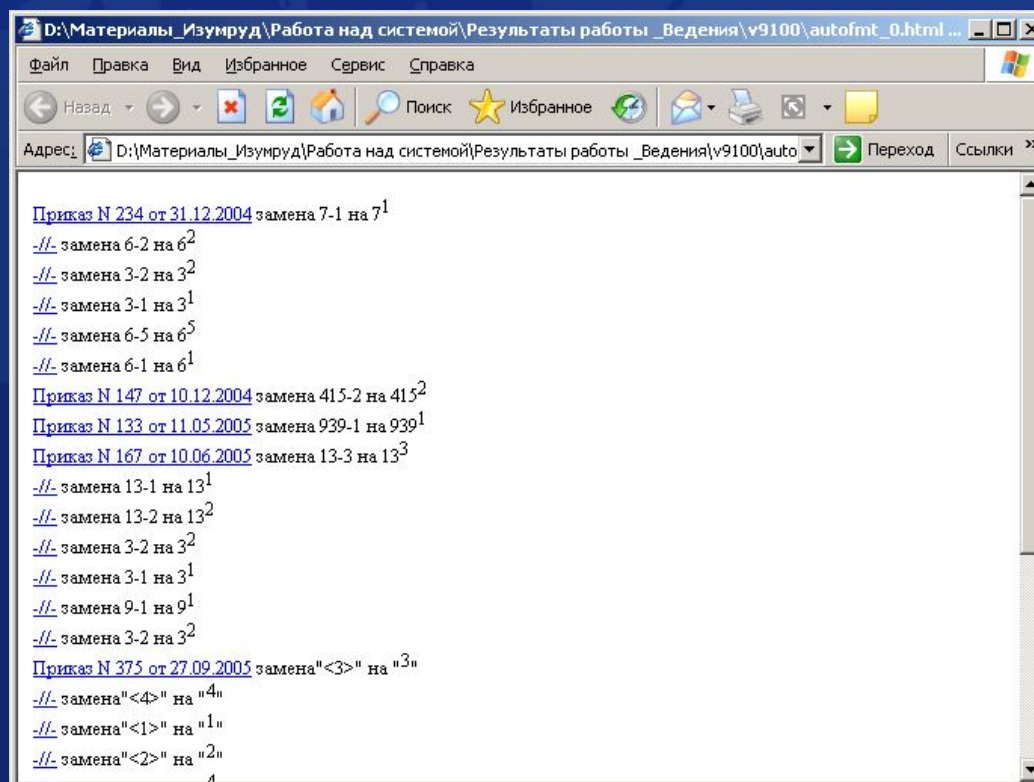 D:\Материалы_Изумруд\Работа над системой\Результаты работы _Ведения\v9100\autofmt_0.html ...
Файл Правка Вид Избранное Сервис Справка
Назад Поиск Избранное
Адрес: D:\Материалы_Изумруд\Работа над системой\Результаты работы _Ведения\v9100\auto Переход Ссылки »
Приказ N 234 от 31.12.2004 замена 7-1 на 7¹
-//- замена 6-2 на 6²
-//- замена 3-2 на 3²
-//- замена 3-1 на 3¹
-//- замена 6-5 на 6⁵
-//- замена 6-1 на 6¹
Приказ N 147 от 10.12.2004 замена 415-2 на 415²
Приказ N 133 от 11.05.2005 замена 939-1 на 939¹
Приказ N 167 от 10.06.2005 замена 13-3 на 13³
-//- замена 13-1 на 13¹
-//- замена 13-2 на 13²
-//- замена 3-2 на 3²
-//- замена 3-1 на 3¹
-//- замена 9-1 на 9¹
-//- замена 3-2 на 3²
Приказ N 375 от 27.09.2005 замена"<3>" на "³"
-//- замена"<4>" на "⁴"
-//- замена"<1>" на "¹"
-//- замена"<2>" на "²"